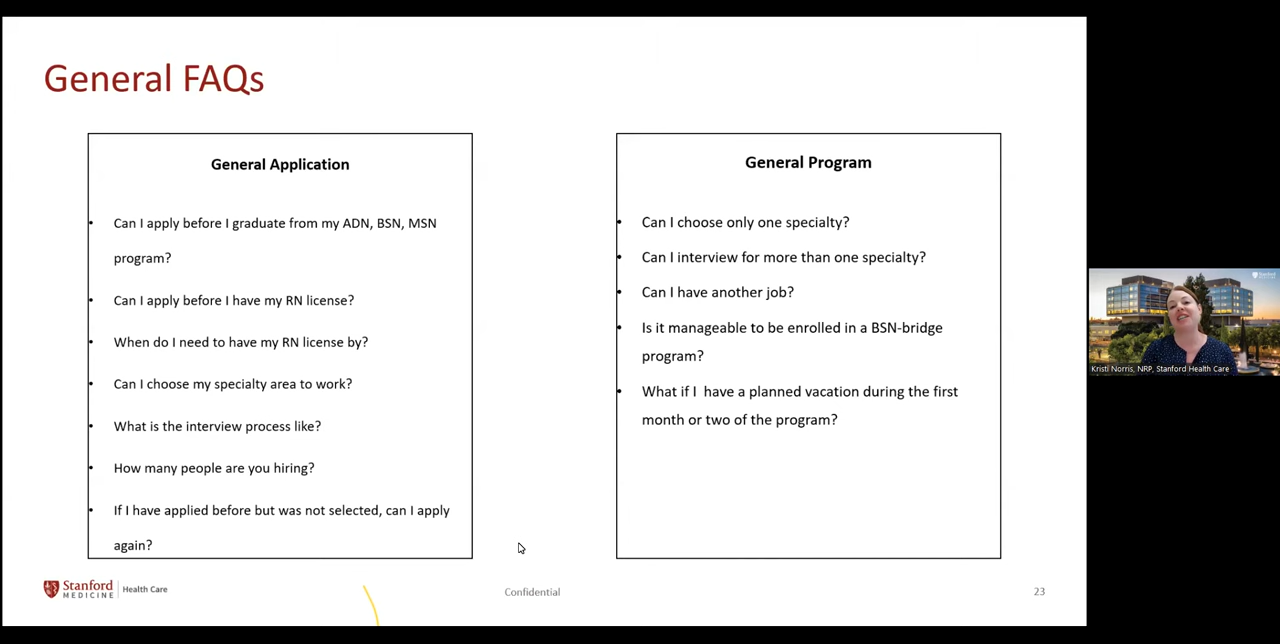 General FAQs
General Application
• Can I apply before I graduate from my ADN, BSN, MSN
program?
• Can I apply before I have my RN license?
• When do I need to have my RN license by?
• Can I choose my specialty area to work?
• What is the interview process like?
• How many people are you hiring?
• If I have applied before but was not selected, can I apply
again?
General Program
• Can I choose only one specialty?
• Can I interview for more than one specialty?
• Can I have another job?
• Is it manageable to be enrolled in a BSN-bridge
program?
• What if I have a planned vacation during the first
month or two of the program?
Stanford
MEDICINE
Health Care
Confidential
23
Stanford
Kristi Norris, NRP, Stanford Health Care